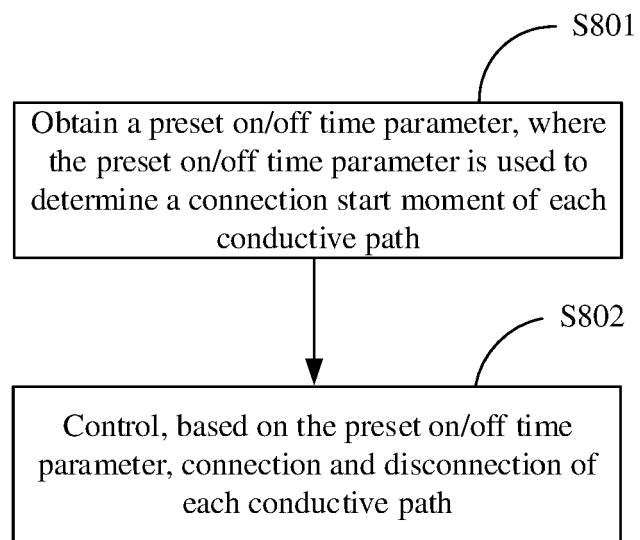 S801
Obtain a preset on/off time parameter, where
the preset on/off time parameter is used to
determine a connection start moment of each
conductive path
S802
Control, based on the preset on/off time
parameter, connection and disconnection of
each conductive path